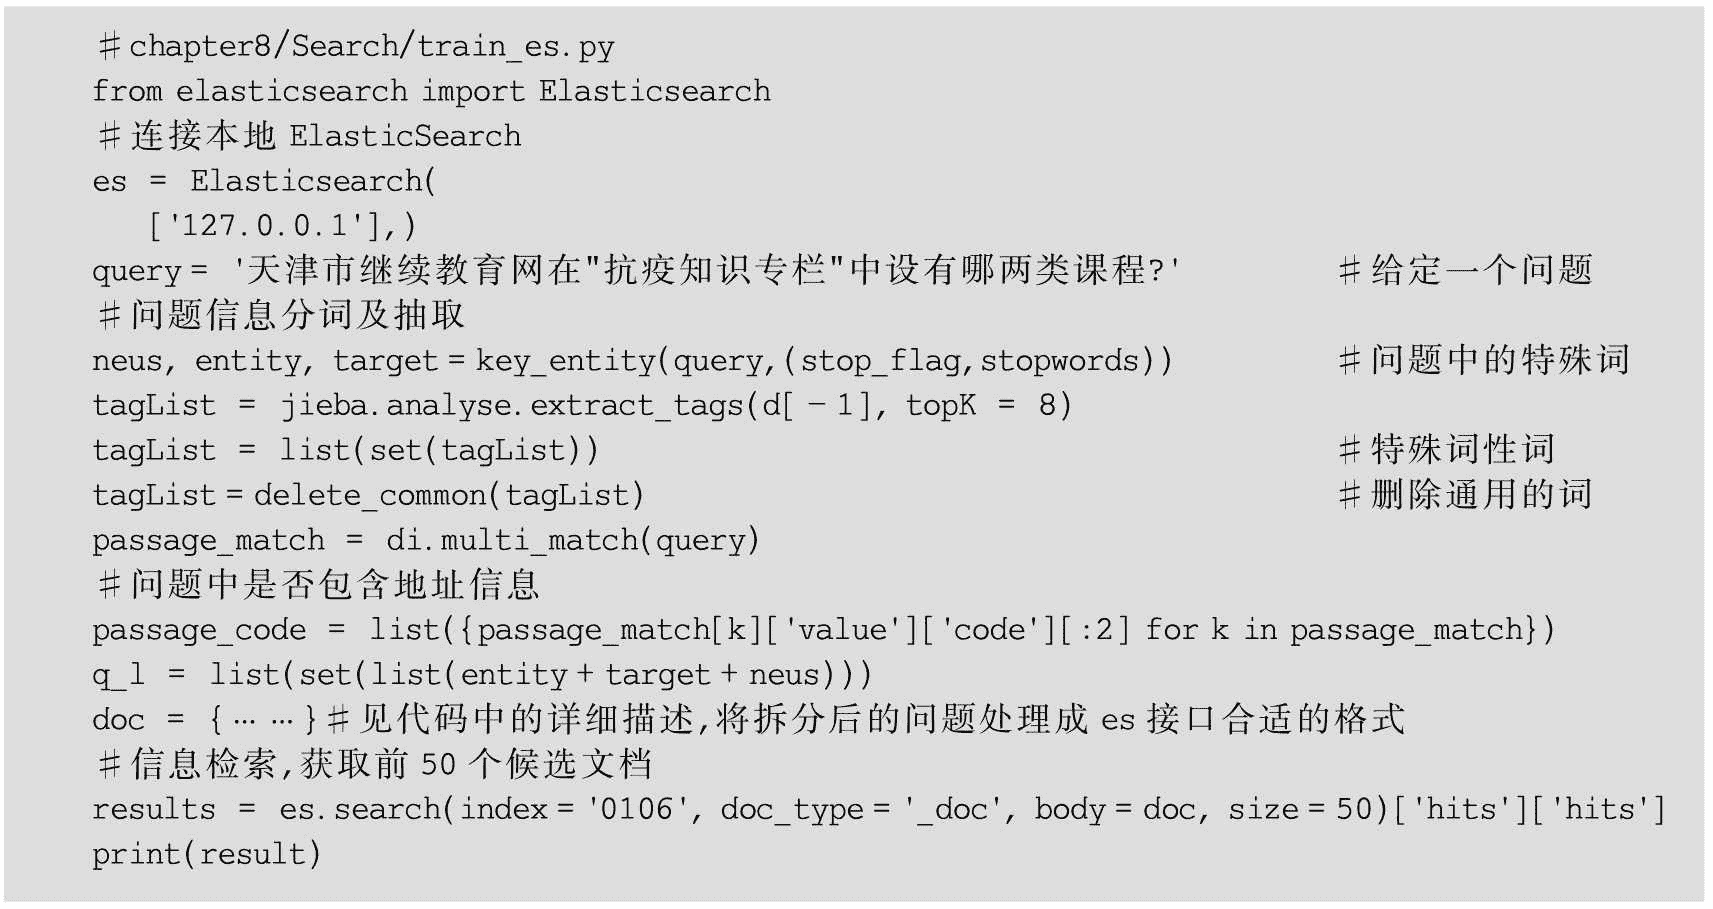 #chapter8/Search/train_es.py
from elasticsearch import Elasticsearch
#连接本地 ElasticSearch
es = Elasticsearch(
['127.0.0.1'],)
query= '天津市继续教育网在"抗疫知识专栏"中设有哪两类课程?' #给定一个问题
#问题信息分词及抽取
neus, entity, target=key_entity(query,(stop_flag,stopwords)) #问题中的特殊词
tagList = jieba.analyse.extract_tags(d[-1], topK = 8)
tagList = list(set(tagList)) #特殊词性词
tagList=delete_common(tagList) #删除通用的词
passage_match = di.multi_match(query)
#问题中是否包含地址信息
passage_code = list({passage_match[k]['value']['code'][:2] for k in passage_match})
q_l = list(set(list(entity+target+neus)))
doc = {……}#见代码中的详细描述,将拆分后的问题处理成 es 接口合适的格式
#信息检索,获取前 50 个候选文档
results = es.search(index='0106', doc_type='_doc', body=doc, size=50)['hits']['hits']
print(result)